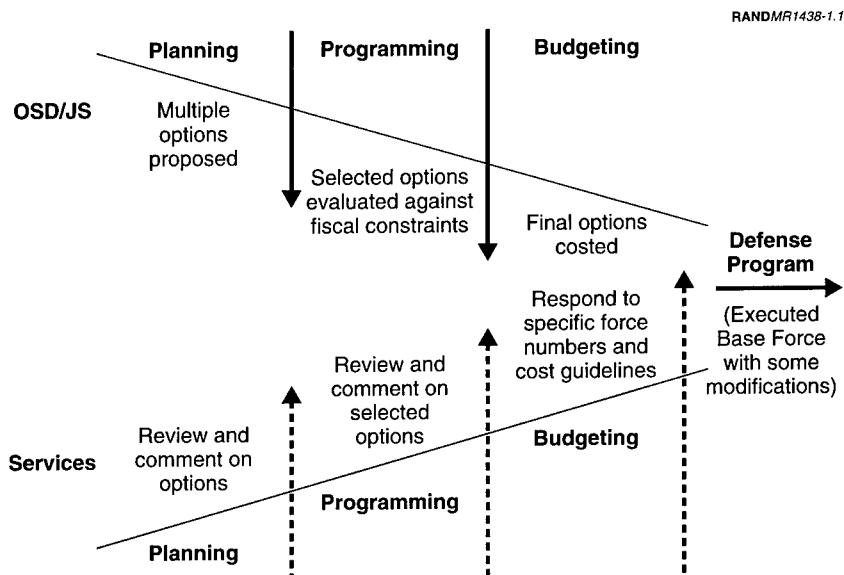 RANDMR1438-1.1
Planning
Programming
Budgeting
OSD/JS
Multiple
options
proposed
Selected options
evaluated against
fiscal constraints
Final options
costed
Defense
Program
(Executed
Base Force
with some
modifications)
Respond to
specific force
numbers and
cost guidelines
Review and
comment on
selected
options
Review and
comment on
options
Services
Budgeting
Programming
Planning